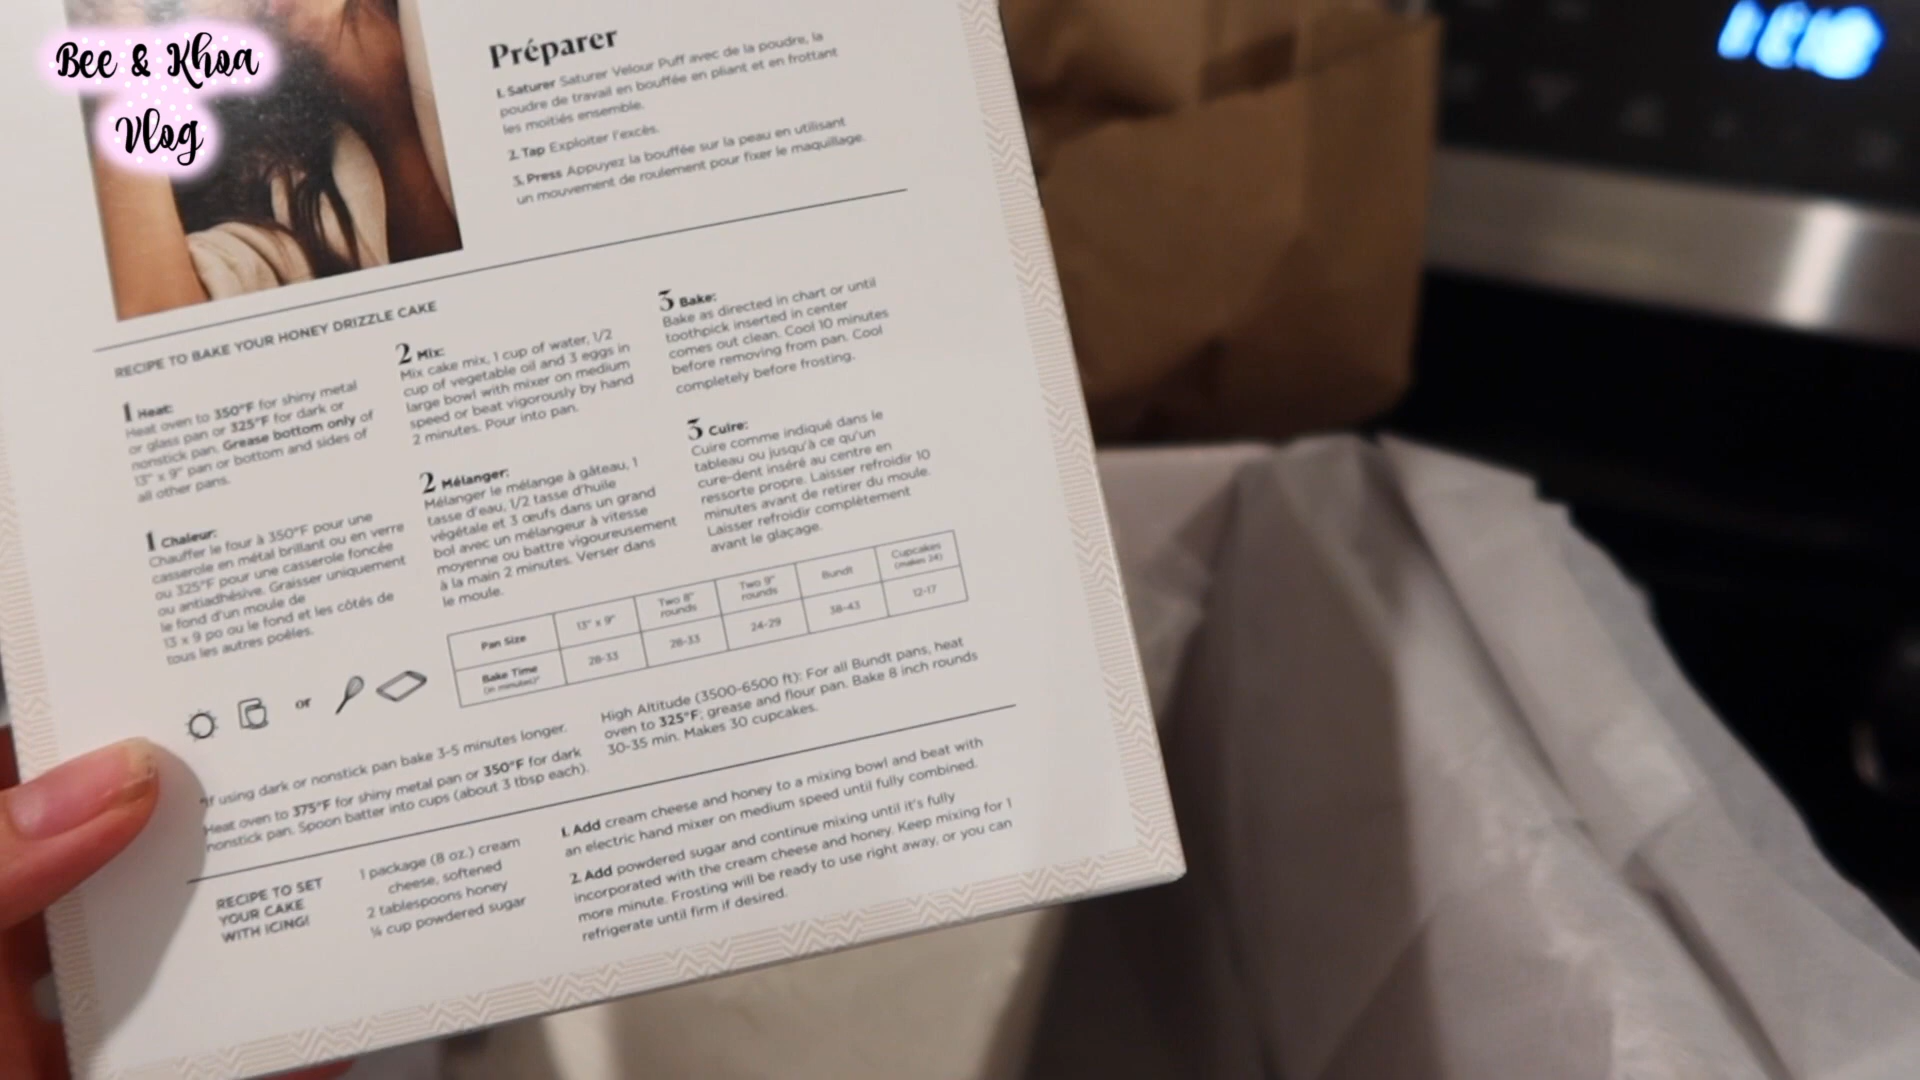 Bee & Khoa
Vlog
Préparer
1. Saturer Saturer Velour Puff avec de la poudre, la
poudre de travail en bouffée en pliant et en frottant
les moitiés ensemble.
2. Tap Exploiter l'excès.
3. Press Appuyez la bouffée sur la peau en utilisant
un mouvement de roulement pour fixer le maquillage.
RECIPE TO BAKE YOUR HONEY DRIZZLE CAKE
1 Heat:
Heat oven to 350°F for shiny metal
or glass pan or 325°F for dark or
nonstick pan. Grease bottom only of
13" x 9" pan or bottom and sides of
all other pans.
1 Chaleur:
Chauffer le four à 350°F pour une
casserole en métal brillant ou en verre
ou 325°F pour une casserole foncée
ou antiadhésive. Graisser uniquement
le fond d'un moule de
13 x 9 po ou le fond et les côtés de
tous les autres poêles.
2 Mix:
Mix cake mix, 1 cup of water, 1/2
cup of vegetable oil and 3 eggs in
large bowl with mixer on medium
speed or beat vigorously by hand
2 minutes. Pour into pan.
2 Mélanger:
Mélanger le mélange à gâteau, 1
tasse d'eau, 1/2 tasse d'huile
végétale et 3 œufs dans un grand
bol avec un mélangeur à vitesse
moyenne ou battre vigoureusement
à la main 2 minutes. Verser dans
le moule.
3 Bake:
Bake as directed in chart or until
toothpick inserted in center
comes out clean. Cool 10 minutes
before removing from pan. Cool
completely before frosting.
3 Cuire:
Cuire comme indiqué dans le
tableau ou jusqu'à ce qu'un
cure-dent inséré au centre en
ressorte propre. Laisser refroidir 10
minutes avant de retirer du moule.
Laisser refroidir complètement
avant le glaçage.
Pan Size 13" x 9" Two 8" rounds Two 9" rounds Bundt Cupcakes (makes 24)
Bake Time (in minutes)* 28-33 28-33 24-29 38-43 12-17
or
*If using dark or nonstick pan bake 3-5 minutes longer.
Heat oven to 375°F for shiny metal pan or 350°F for dark
nonstick pan. Spoon batter into cups (about 3 tbsp each).
High Altitude (3500-6500 ft): For all Bundt pans, heat
oven to 325°F; grease and flour pan. Bake 8 inch rounds
30-35 min. Makes 30 cupcakes.
RECIPE TO SET
YOUR CAKE
WITH ICING!
1 package (8 oz.) cream
cheese, softened
2 tablespoons honey
cup powdered sugar
1. Add cream cheese and honey to a mixing bowl and beat with
an electric hand mixer on medium speed until fully combined.
2. Add powdered sugar and continue mixing until it's fully
incorporated with the cream cheese and honey. Keep mixing for 1
more minute. Frosting will be ready to use right away, or you can
refrigerate until firm if desired.